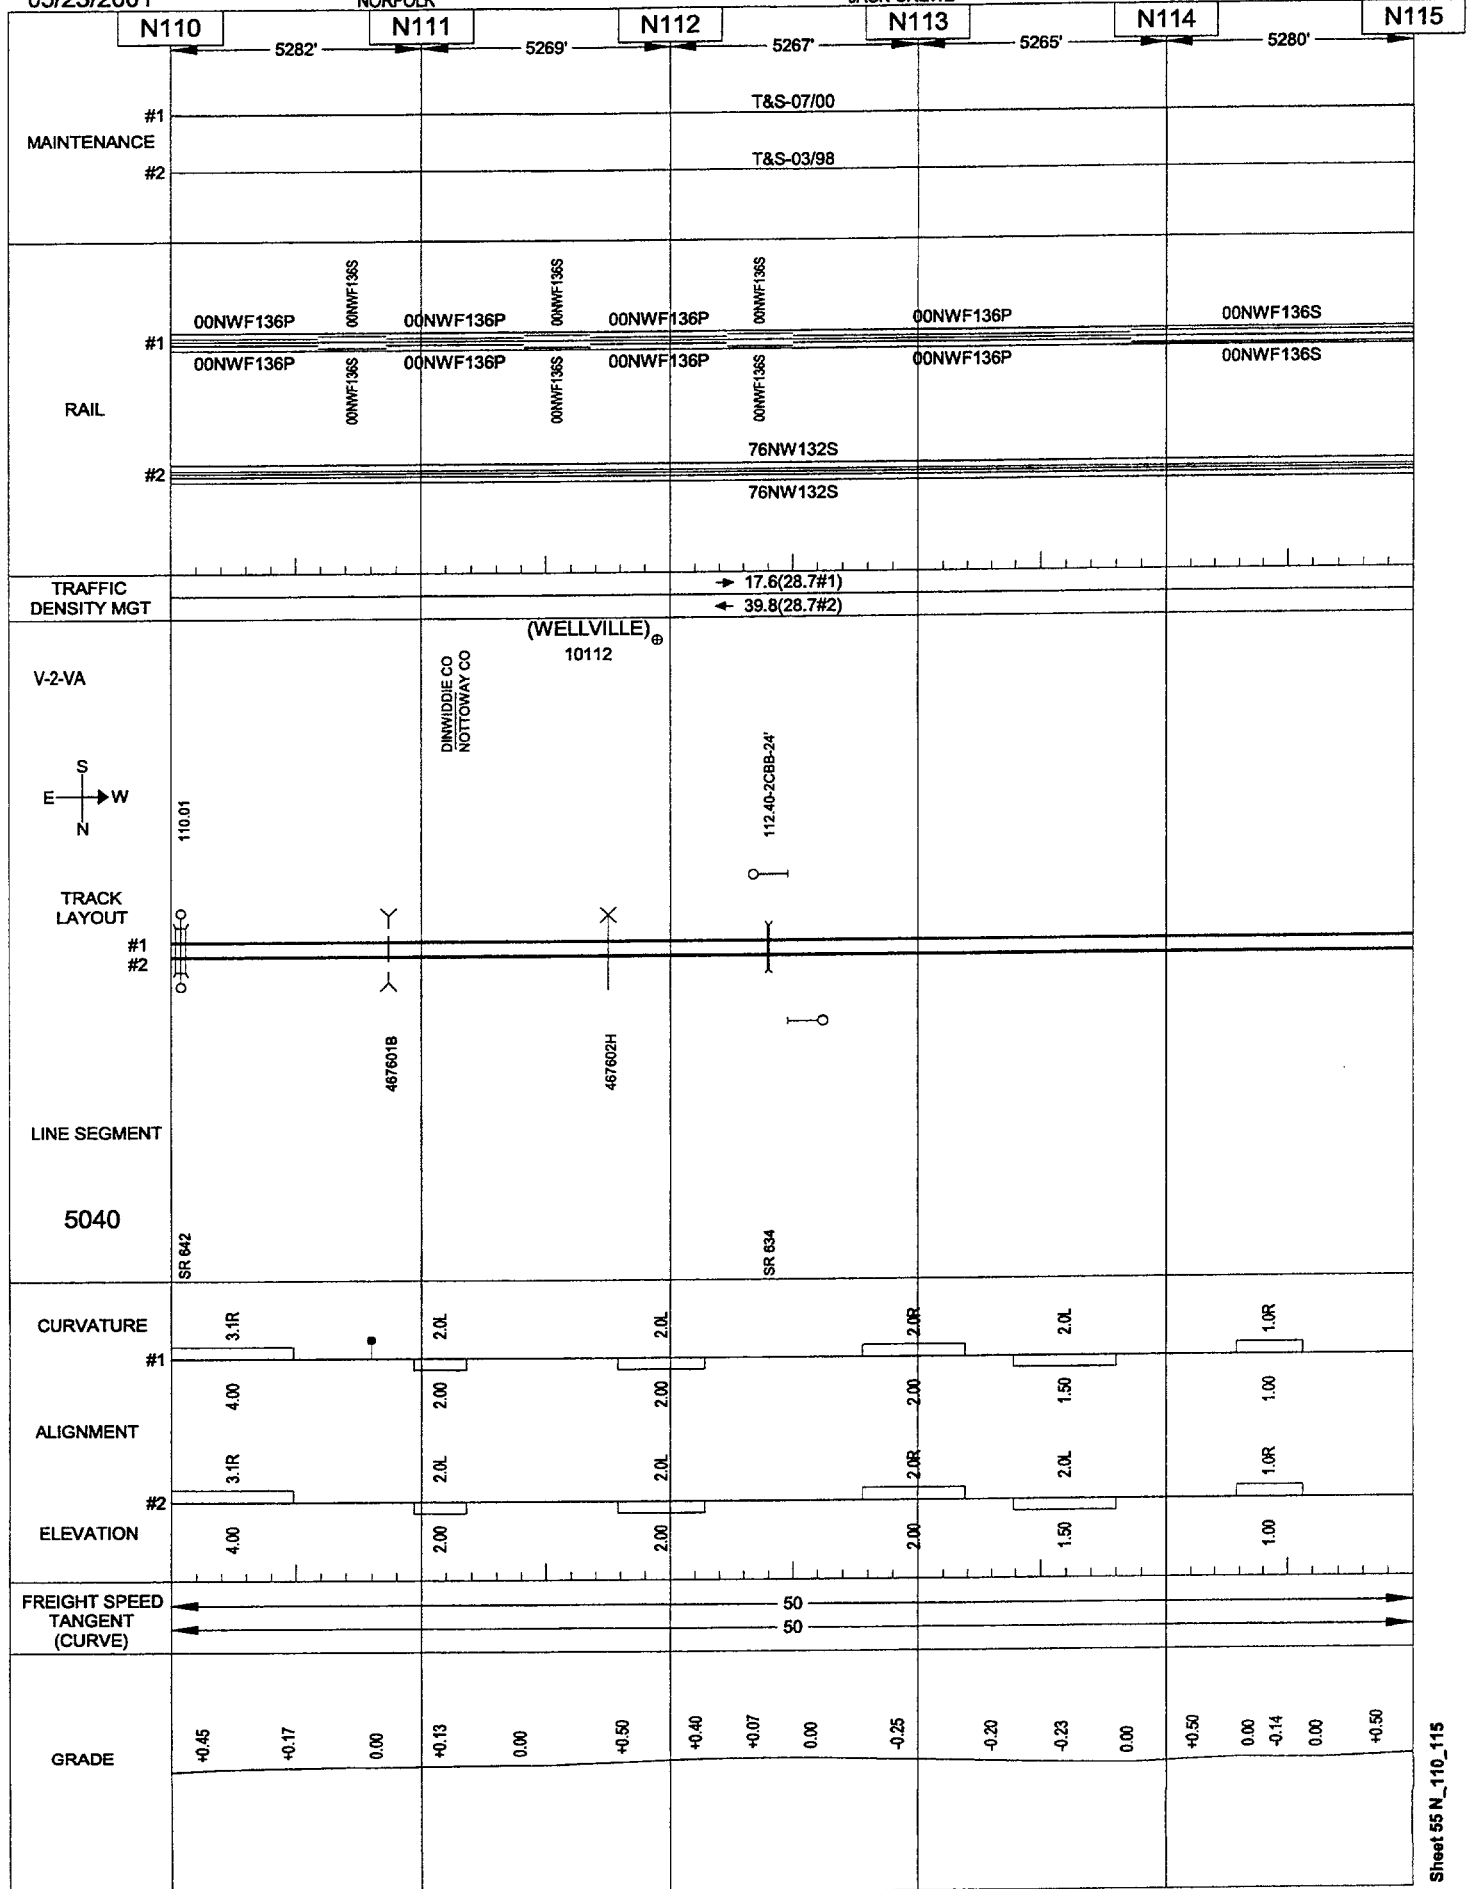 NORFOLK
N110
N111
N112
N113
N114
N115
5282'
5269'
5267'
5265'
5280'
MAINTENANCE
#1
T&S-07/00
#2
T&S-03/98
RAIL
00NWF136S
00NWF136S
00NWF136S
#1
00NWF136P
00NWF136P
00NWF136P
00NWF136P
00NWF136S
00NWF136P
00NWF136P
00NWF136P
00NWF136P
00NWF136S
00NWF136S
00NWF136S
00NWF136S
#2
76NW132S
76NW132S
TRAFFIC
DENSITY MGT
17.6(28.7#1)
39.8(28.7#2)
(WELLVILLE)
10112
V-2-VA
DINWIDDIE CO
NOTTOWAY CO
S
E
W
N
110.01
112.40-2CBB-24'
TRACK
LAYOUT
#1
#2
467601B
467602H
LINE SEGMENT
5040
SR 642
SR 634
CURVATURE
#1
3.1R
2.0L
2.0L
2.0R
2.0L
1.0R
4.00
2.00
2.00
2.00
1.50
1.00
ALIGNMENT
#2
3.1R
2.0L
2.0L
2.0R
2.0L
1.0R
ELEVATION
4.00
2.00
2.00
2.00
1.50
1.00
FREIGHT SPEED
TANGENT
(CURVE)
50
50
GRADE
+0.45
+0.17
0.00
+0.13
0.00
+0.50
+0.40
+0.07
0.00
-0.25
-0.20
-0.23
0.00
+0.50
0.00
-0.14
0.00
+0.50
Sheet 55 N_110_115